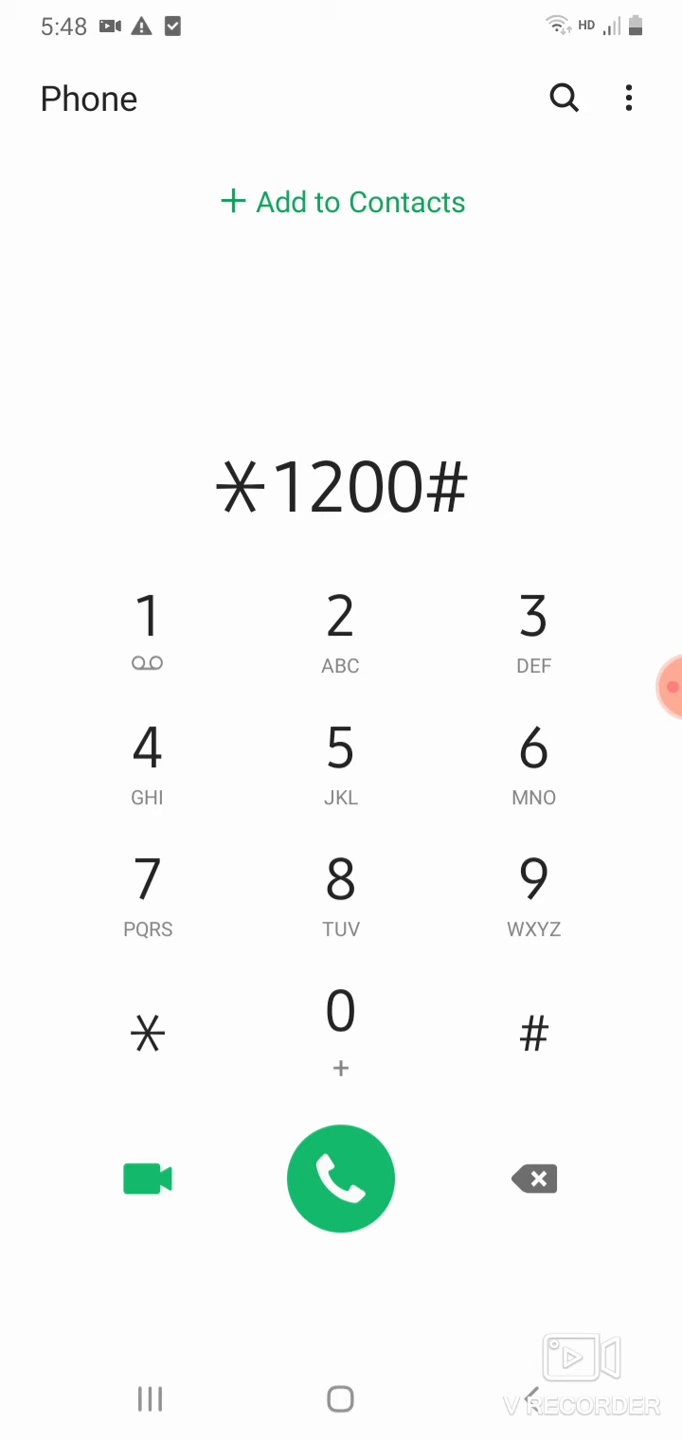 5:48 HD
Phone
+ Add to Contacts
*1200#
1 2 3
ABC DEF
4 5 6
GHI JKL MNO
7 8 9
PQRS TUV WXYZ
* 0 #
+
V RECORDER